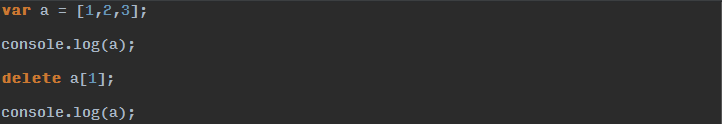 var a = [1,2,3];
console.log(a);
delete a[1];
console.log(a);